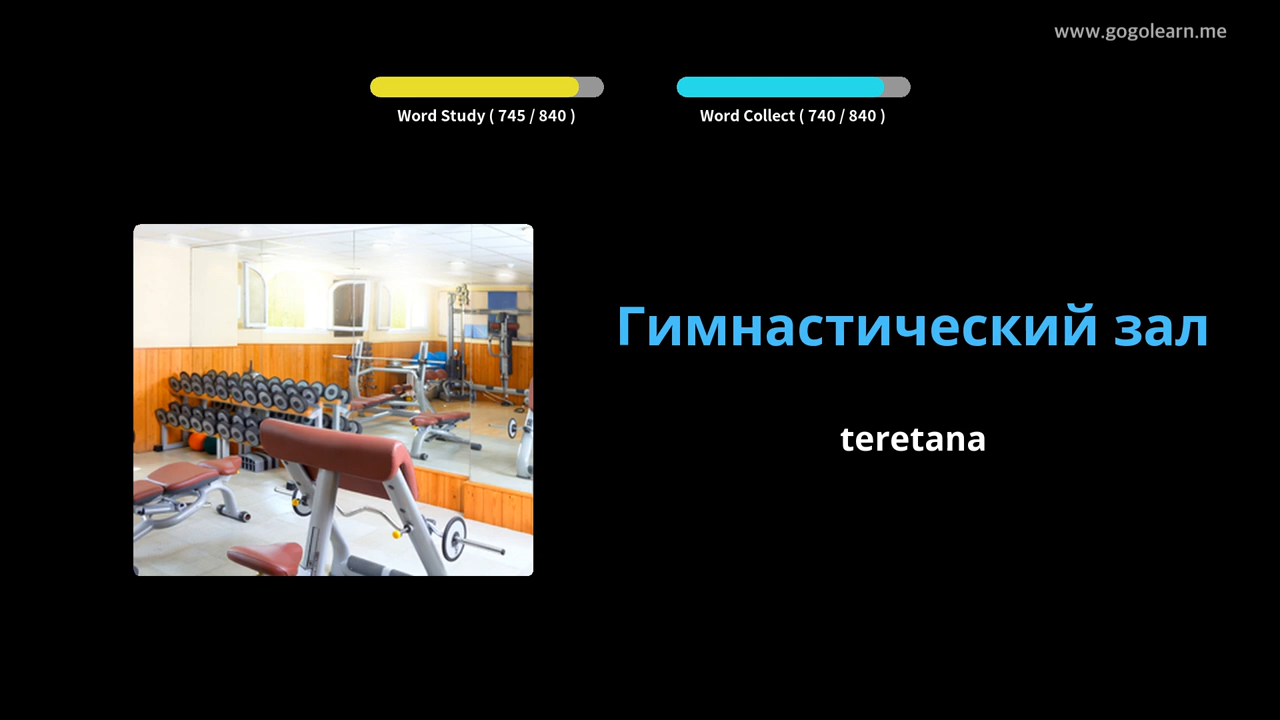 www.gogolearn.me
Word Study ( 745 / 840 )
Word Collect ( 740 / 840 )
Гимнастический зал
teretana